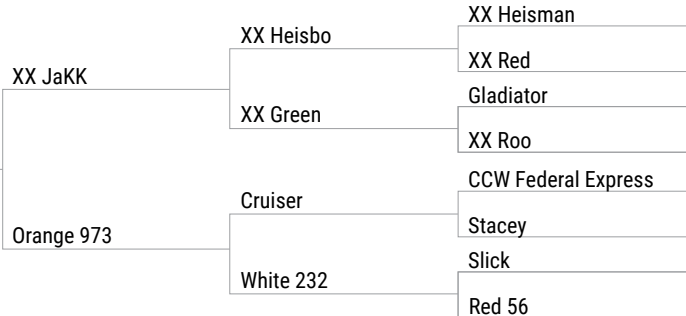 XX Heisman
XX Heisbo
XX Red
XX JaKK
Gladiator
XX Green
XX Roo
CCW Federal Express
Cruiser
Stacey
Orange 973
Slick
White 232
Red 56